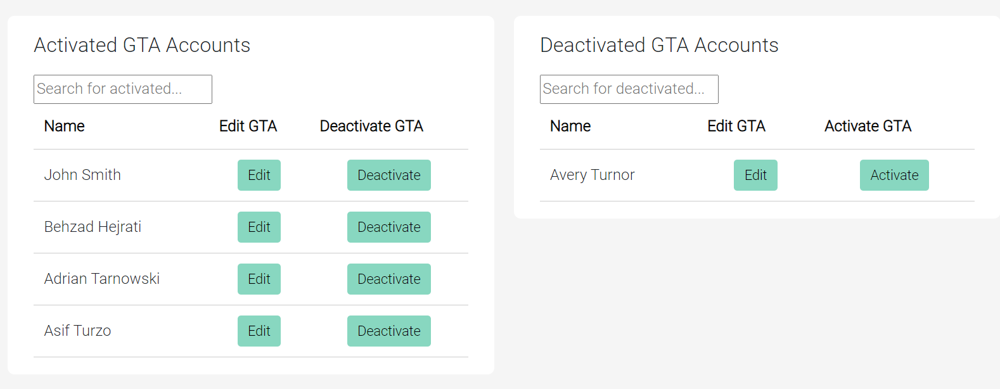 Activated GTA Accounts
Search for activated...
Name Edit GTA Deactivate GTA
John Smith Edit Deactivate
Behzad Hejrati Edit Deactivate
Adrian Tarnowski Edit Deactivate
Asif Turzo Edit Deactivate
Deactivated GTA Accounts
Search for deactivated...
Name Edit GTA Activate GTA
Avery Turnor Edit Activate